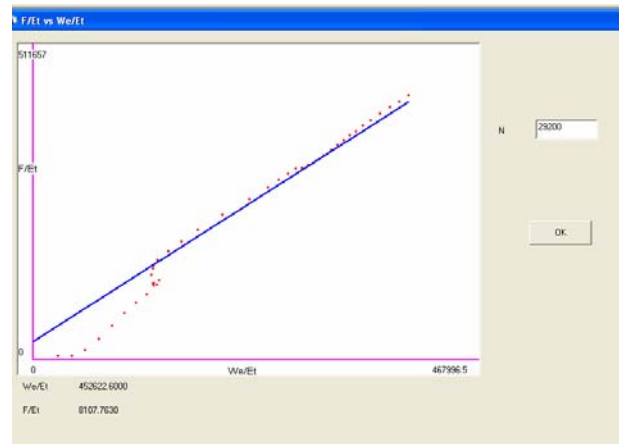 F/Et vs We/Et
511657
F/Et
0
0 We/Et 467996.5
We/Et 452622.6000
F/Et 8107.7630
N 29200
OK